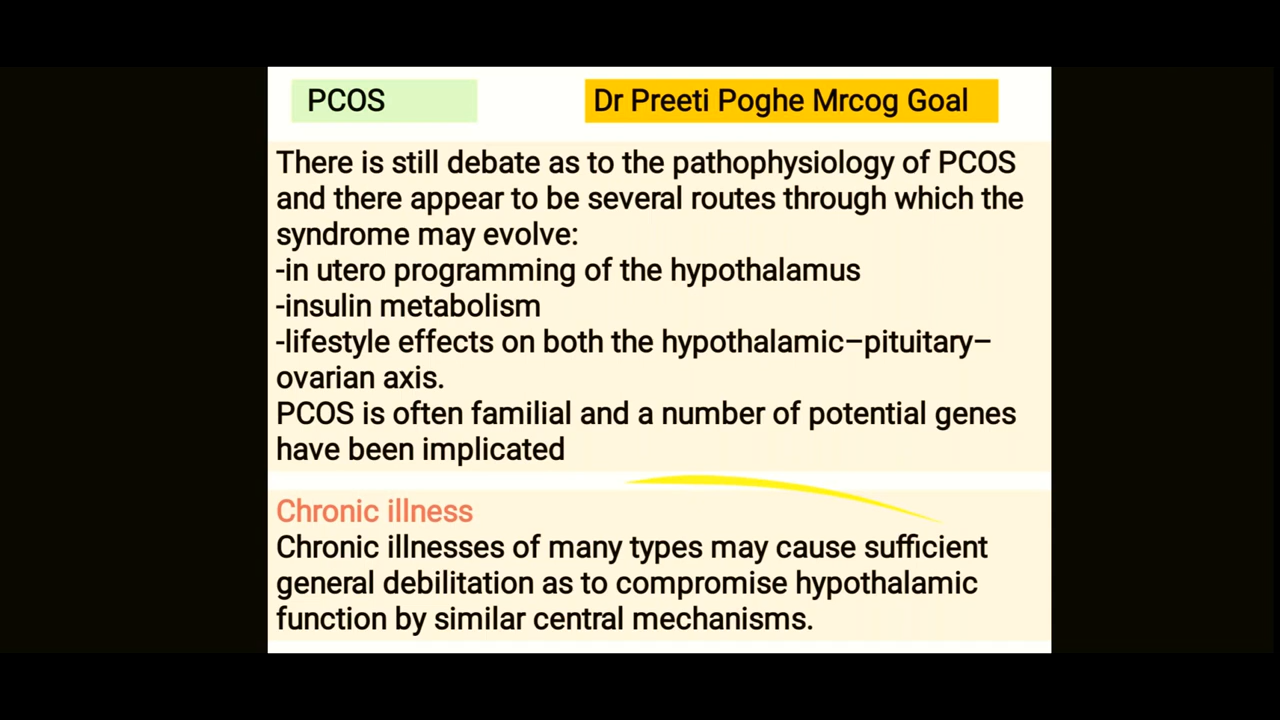 PCOS
Dr Preeti Poghe Mrcog Goal
There is still debate as to the pathophysiology of PCOS
and there appear to be several routes through which the
syndrome may evolve:
-in utero programming of the hypothalamus
-insulin metabolism
-lifestyle effects on both the hypothalamic–pituitary–
ovarian axis.
PCOS is often familial and a number of potential genes
have been implicated
Chronic illness
Chronic illnesses of many types may cause sufficient
general debilitation as to compromise hypothalamic
function by similar central mechanisms.